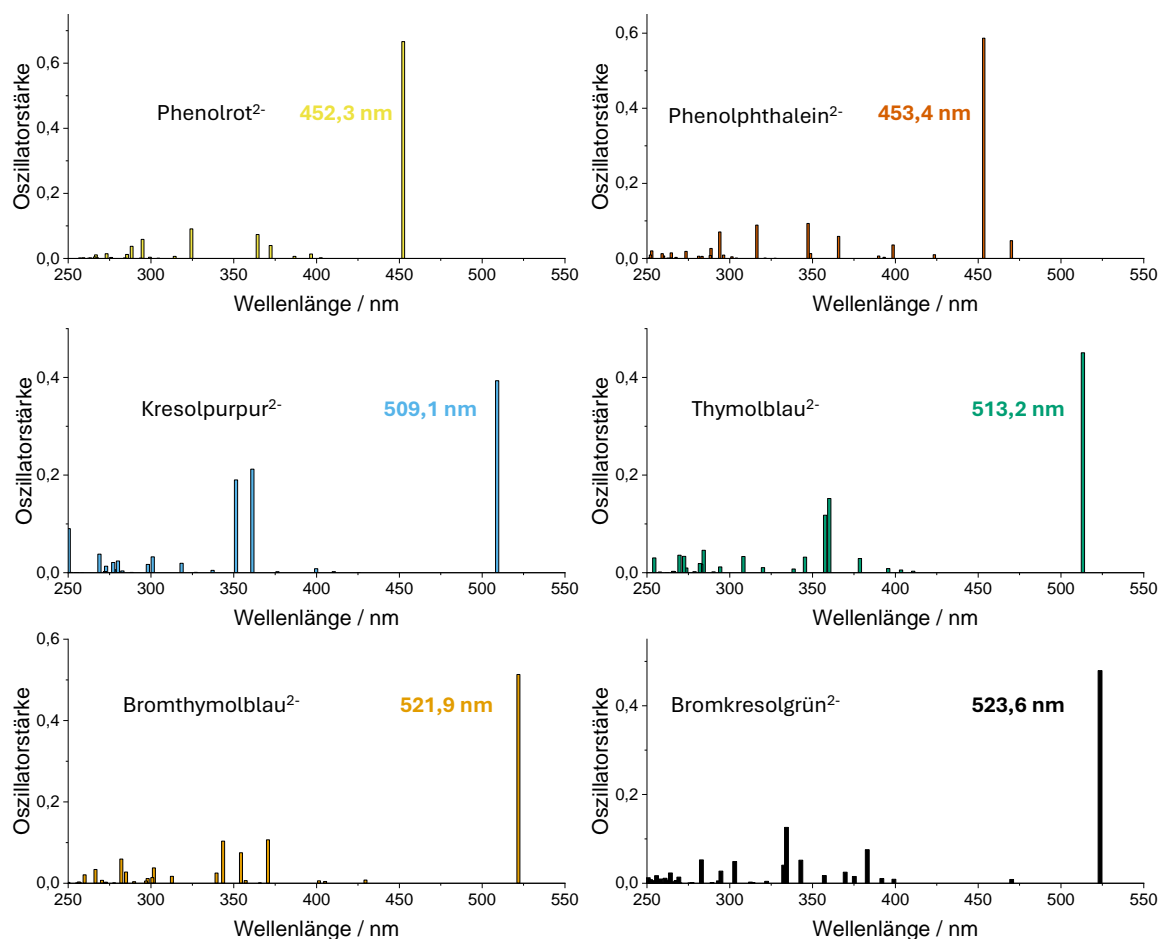 Oszillatorstärke
0,6
0,4
0,2
0,0
Phenolrot²⁻ 452,3 nm
250 300 350 400 450 500 550
Wellenlänge / nm
Oszillatorstärke
0,6
0,4
0,2
0,0
Phenolphthalein²⁻ 453,4 nm
250 300 350 400 450 500 550
Wellenlänge / nm
Oszillatorstärke
0,4
0,2
0,0
Kresolpurpur²⁻ 509,1 nm
250 300 350 400 450 500 550
Wellenlänge / nm
Oszillatorstärke
0,4
0,2
0,0
Thymolblau²⁻ 513,2 nm
250 300 350 400 450 500 550
Wellenlänge / nm
Oszillatorstärke
0,6
0,4
0,2
0,0
Bromthymolblau²⁻ 521,9 nm
250 300 350 400 450 500 550
Wellenlänge / nm
Oszillatorstärke
0,4
0,2
0,0
Bromkresolgrün²⁻ 523,6 nm
250 300 350 400 450 500 550
Wellenlänge / nm